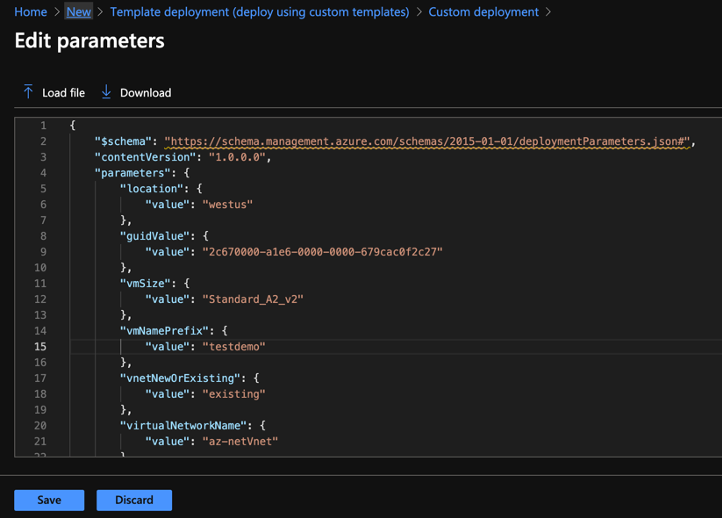 Home > New > Template deployment (deploy using custom templates) > Custom deployment >
Edit parameters
Load file Download
1 {
2 "$schema": "https://schema.management.azure.com/schemas/2015-01-01/deploymentParameters.json#",
3 "contentVersion": "1.0.0.0",
4 "parameters": {
5 "location": {
6 "value": "westus"
7 },
8 "guidValue": {
9 "value": "2c670000-a1e6-0000-0000-679cac0f2c27"
10 },
11 "vmSize": {
12 "value": "Standard_A2_v2"
13 },
14 "vmNamePrefix": {
15 "value": "testdemo"
16 },
17 "vnetNewOrExisting": {
18 "value": "existing"
19 },
20 "virtualNetworkName": {
21 "value": "az-netVnet"
22 }
Save Discard